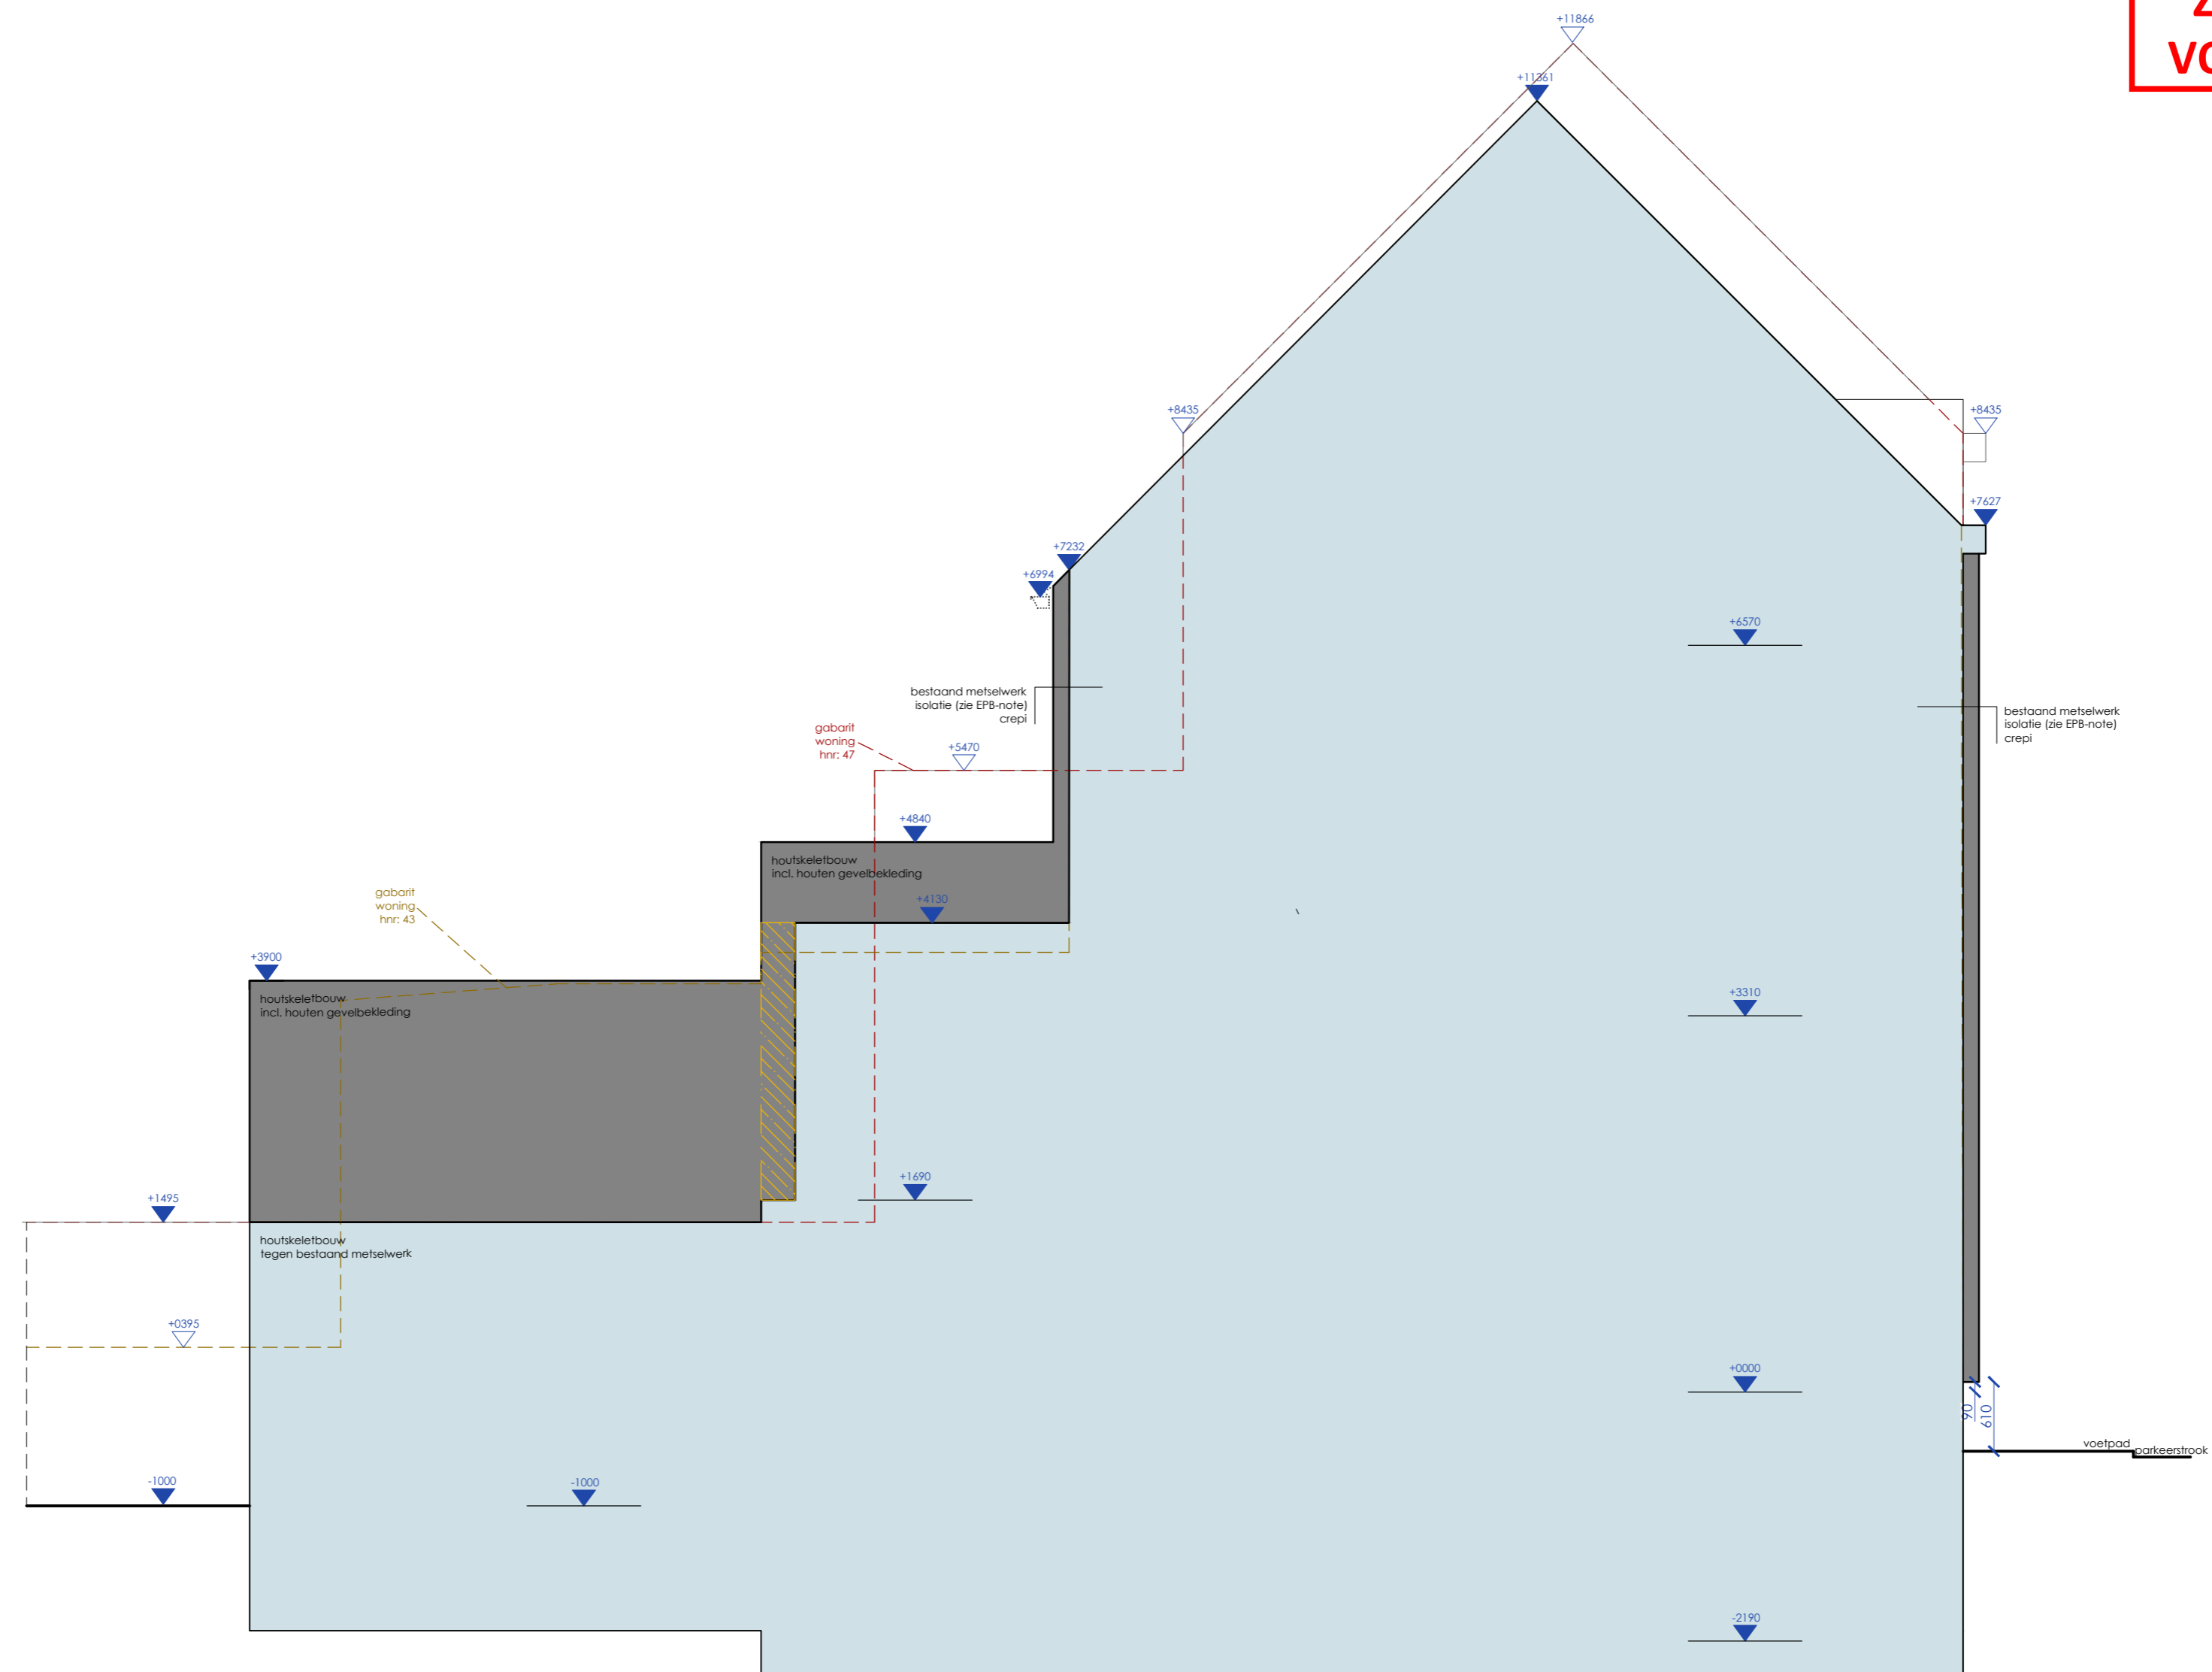 +11866
+11361
+8435
+8435
+7627
+7232
+6994
+6570
bestaand metselwerk
isolatie (zie EPB-note)
crepi
bestaand metselwerk
isolatie (zie EPB-note)
crepi
gabarit
woning
hnr: 47
+5470
+4840
houtskeletbouw
incl. houten gevelbekleding
gabarit
woning
hnr: 43
+4130
+3900
houtskeletbouw
incl. houten gevelbekleding
+3310
+1690
+1495
houtskeletbouw
tegen bestaand metselwerk
+0395
+0000
90
610
voetpad
parkeerstrook
-1000
-1000
-2190